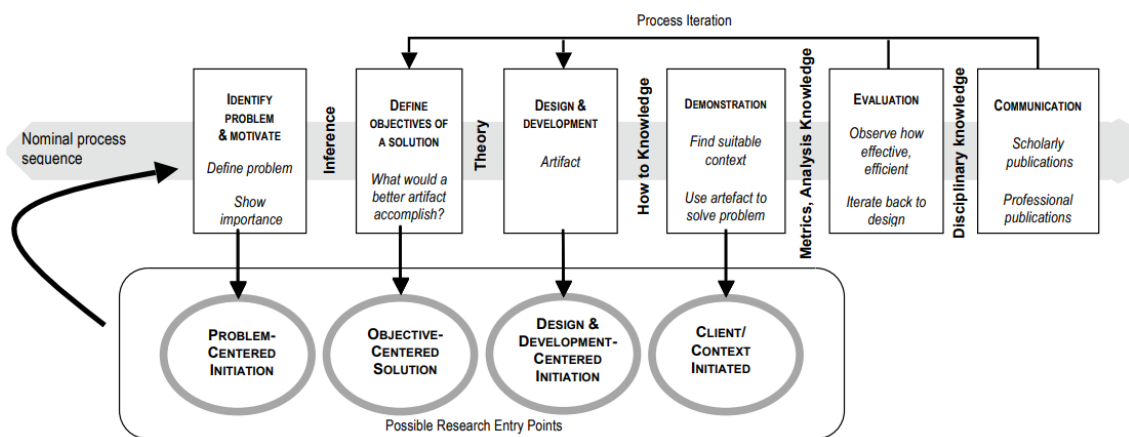 Process Iteration
Nominal process
sequence
IDENTIFY
PROBLEM
& MOTIVATE
Define problem
Show
importance
Inference
DEFINE
OBJECTIVES OF
A SOLUTION
What would a
better artifact
accomplish?
Theory
DESIGN &
DEVELOPMENT
Artifact
How to Knowledge
DEMONSTRATION
Find suitable
context
Use artefact to
solve problem
Metrics, Analysis Knowledge
EVALUATION
Observe how
effective,
efficient
Iterate back to
design
Disciplinary knowledge
COMMUNICATION
Scholarly
publications
Professional
publications
PROBLEM-
CENTERED
INITIATION
OBJECTIVE-
CENTERED
SOLUTION
DESIGN &
DEVELOPMENT-
CENTERED
INITIATION
CLIENT/
CONTEXT
INITIATED
Possible Research Entry Points